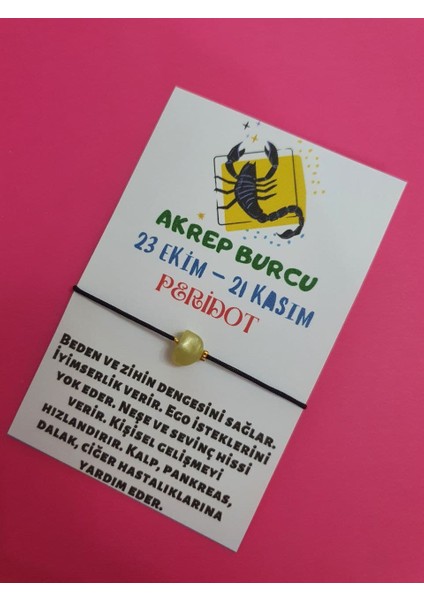 AKREP BURCU
23 EKİM – 21 KASIM
PERİDOT
BEDEN VE ZİHİN DENGESİNİ SAĞLAR.
İYİMSERLİK VERİR. EGO İSTEKLERİNİ
YOK EDER. NEŞE VE SEVİNÇ HİSSİ
VERİR. KİŞİSEL GELİŞMEYİ
HIZLANDIRIR. KALP, PANKREAS,
DALAK, CİĞER HASTALIKLARINA
YARDIM EDER.